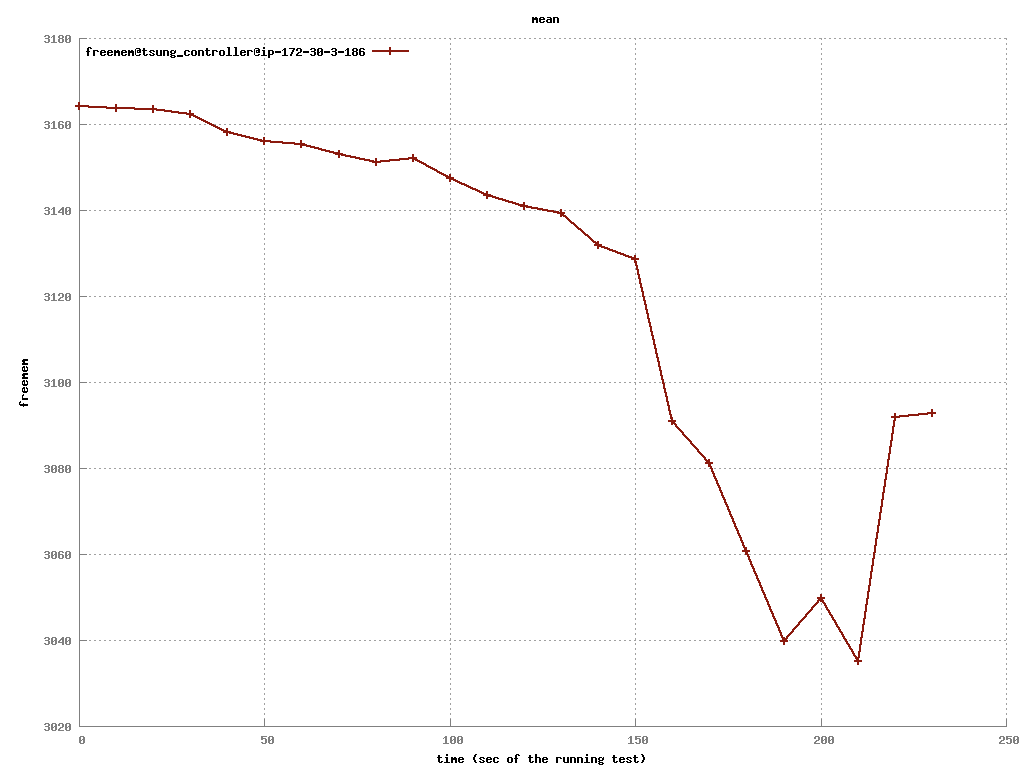 mean
3180
freemem@tsung_controller@ip-172-30-3-186
3160
3140
3120
3100
freemem
3080
3060
3040
3020
0 50 100 150 200 250
time (sec of the running test)